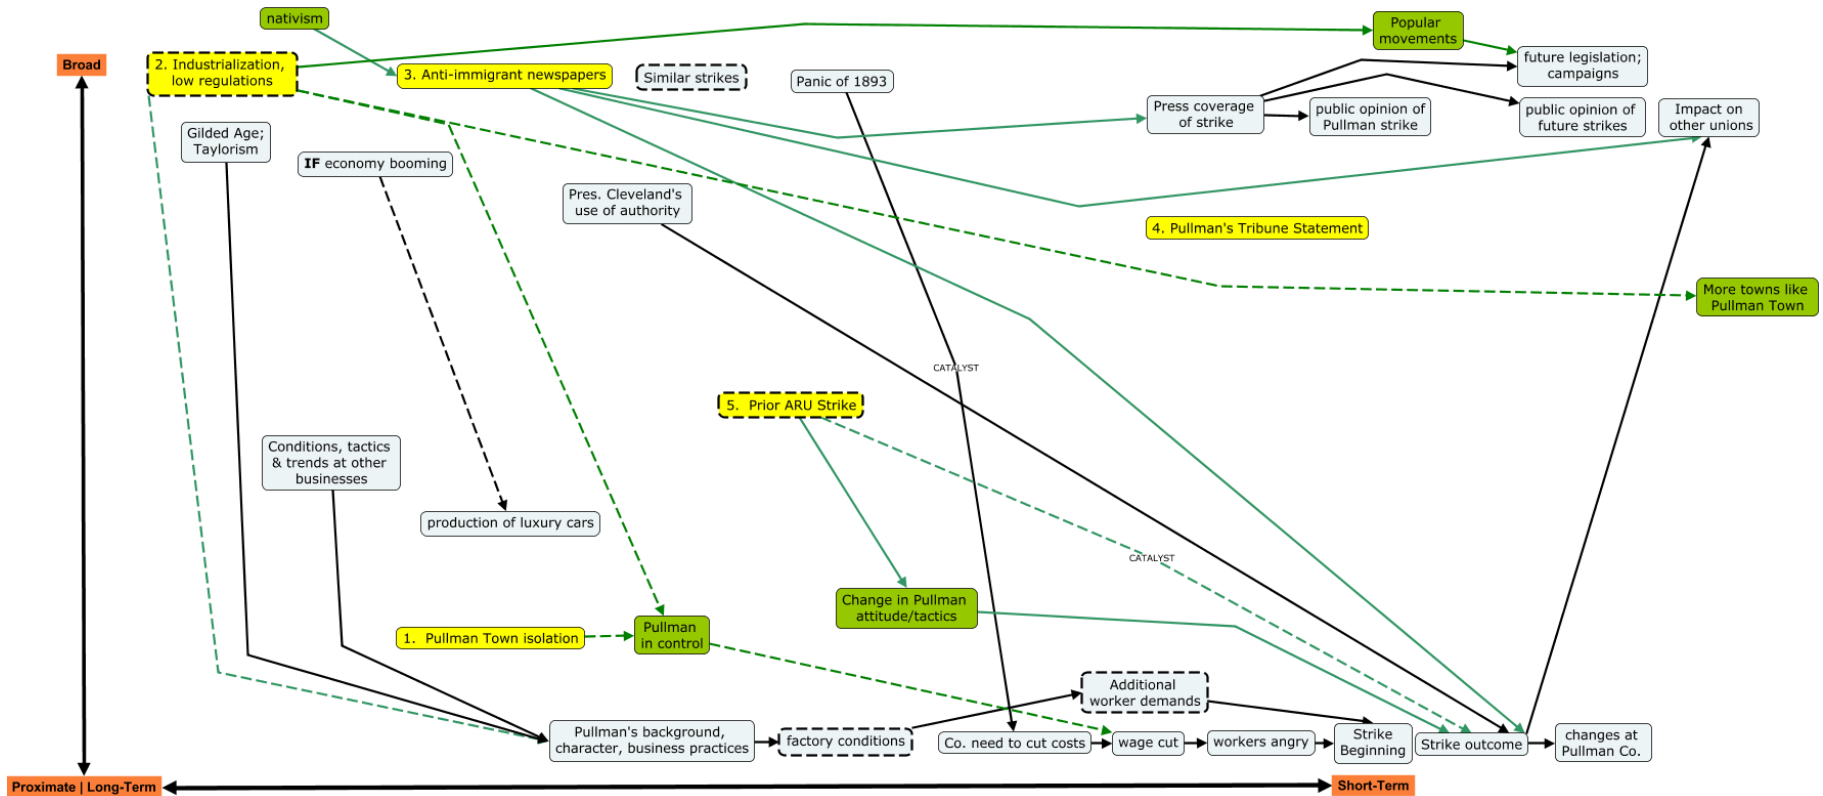 nativism
Popular
movements
Broad
2. Industrialization,
low regulations
3. Anti-immigrant newspapers
Similar strikes
Panic of 1893
future legislation;
campaigns
Press coverage
of strike
public opinion of
Pullman strike
public opinion of
future strikes
Impact on
other unions
Gilded Age;
Taylorism
IF economy booming
Pres. Cleveland's
use of authority
4. Pullman's Tribune Statement
More towns like
Pullman Town
CATALYST
5. Prior ARU Strike
Conditions, tactics
& trends at other
businesses
production of luxury cars
CATALYST
Change in Pullman
attitude/tactics
1. Pullman Town isolation
Pullman
in control
Additional
worker demands
Pullman's background,
character, business practices
factory conditions
Co. need to cut costs
wage cut
workers angry
Strike
Beginning
Strike outcome
changes at
Pullman Co.
Proximate | Long-Term
Short-Term